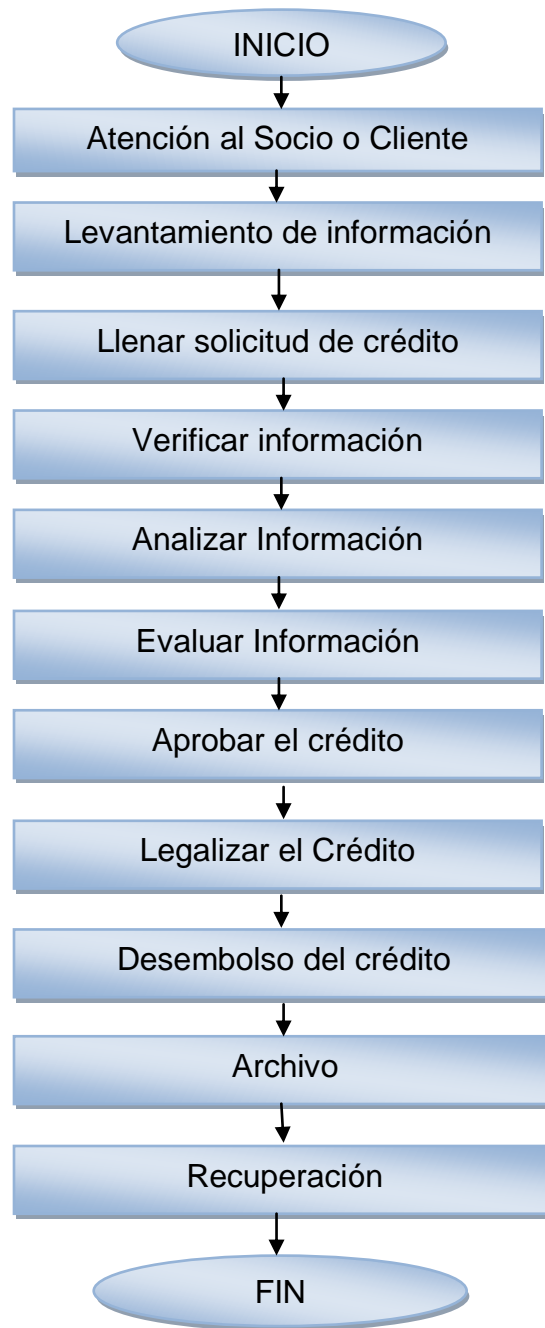 INICIO
Atención al Socio o Cliente
Levantamiento de información
Llenar solicitud de crédito
Verificar información
Analizar Información
Evaluar Información
Aprobar el crédito
Legalizar el Crédito
Desembolso del crédito
Archivo
Recuperación
FIN